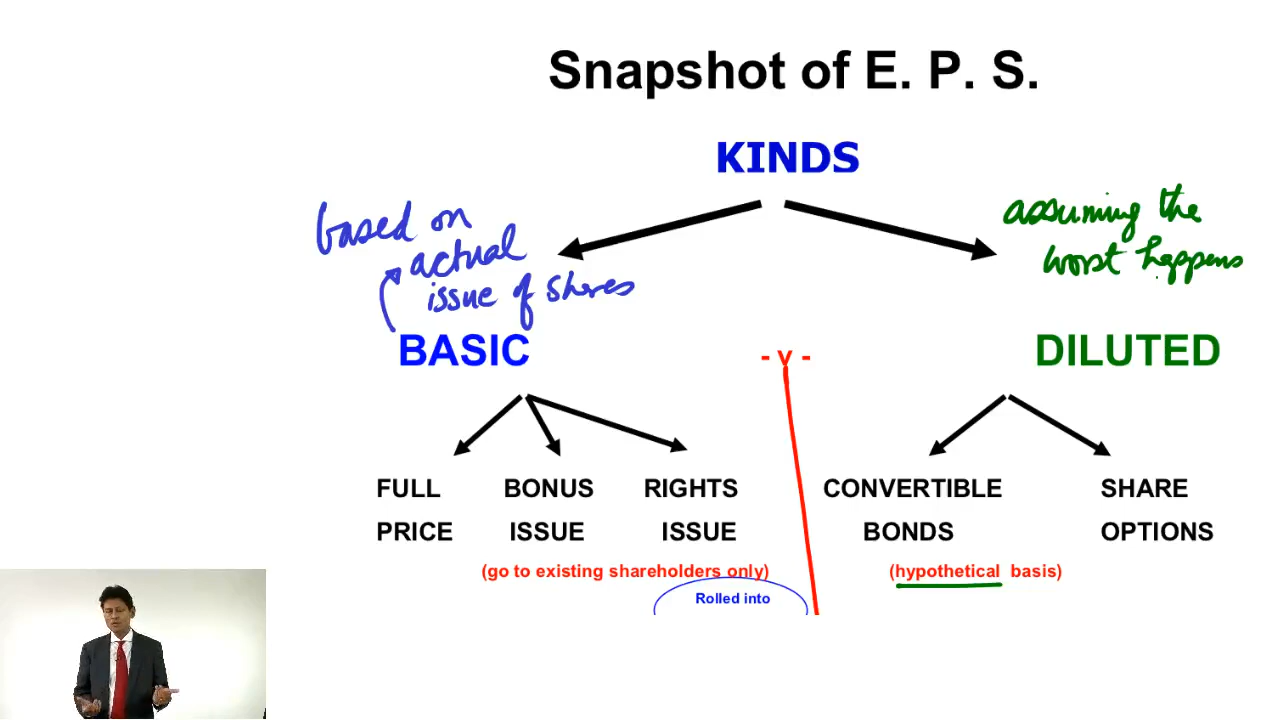 Snapshot of E. P. S.
KINDS
based on
actual
issue of shares
assuming the
worst happens
BASIC
- v -
DILUTED
FULL BONUS RIGHTS CONVERTIBLE SHARE
PRICE ISSUE ISSUE BONDS OPTIONS
(go to existing shareholders only) (hypothetical basis)
Rolled into